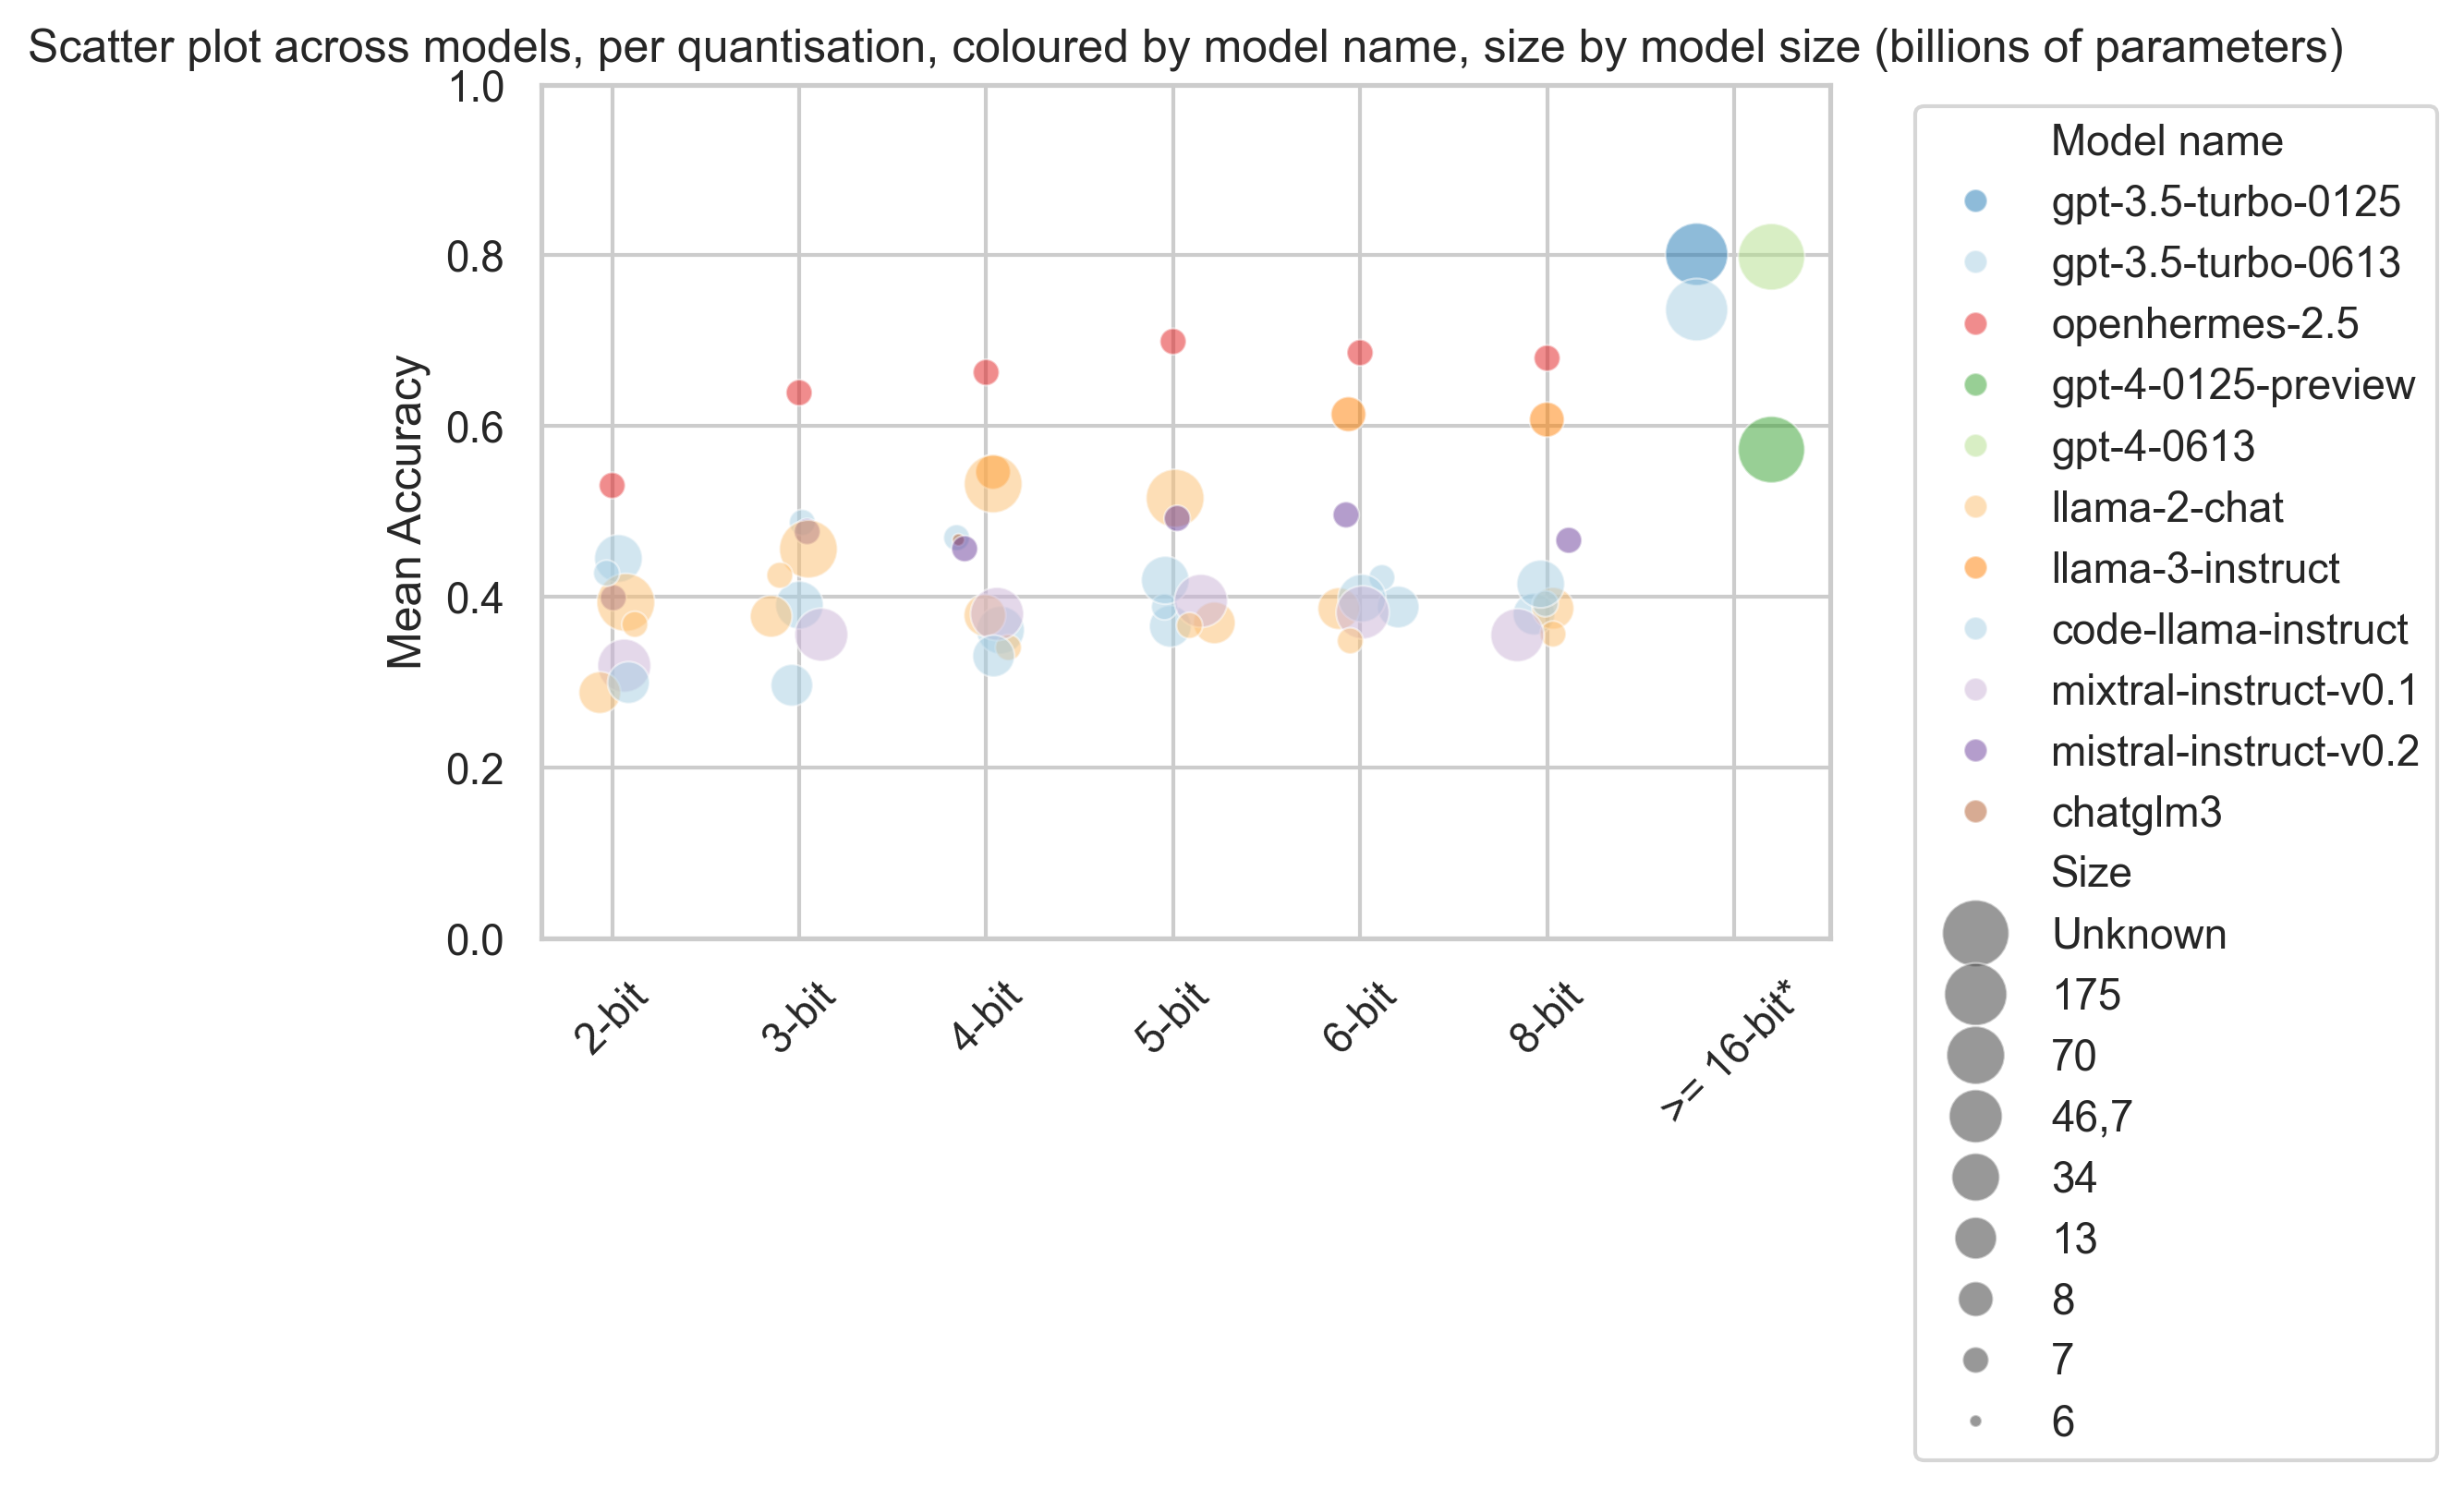 Scatter plot across models, per quantisation, coloured by model name, size by model size (billions of parameters)
1.0
0.8
0.6
0.4
0.2
0.0
Mean Accuracy
2-bit
3-bit
4-bit
5-bit
6-bit
8-bit
>= 16-bit*
Model name
gpt-3.5-turbo-0125
gpt-3.5-turbo-0613
openhermes-2.5
gpt-4-0125-preview
gpt-4-0613
llama-2-chat
llama-3-instruct
code-llama-instruct
mixtral-instruct-v0.1
mistral-instruct-v0.2
chatglm3
Size
Unknown
175
70
46,7
34
13
8
7
6